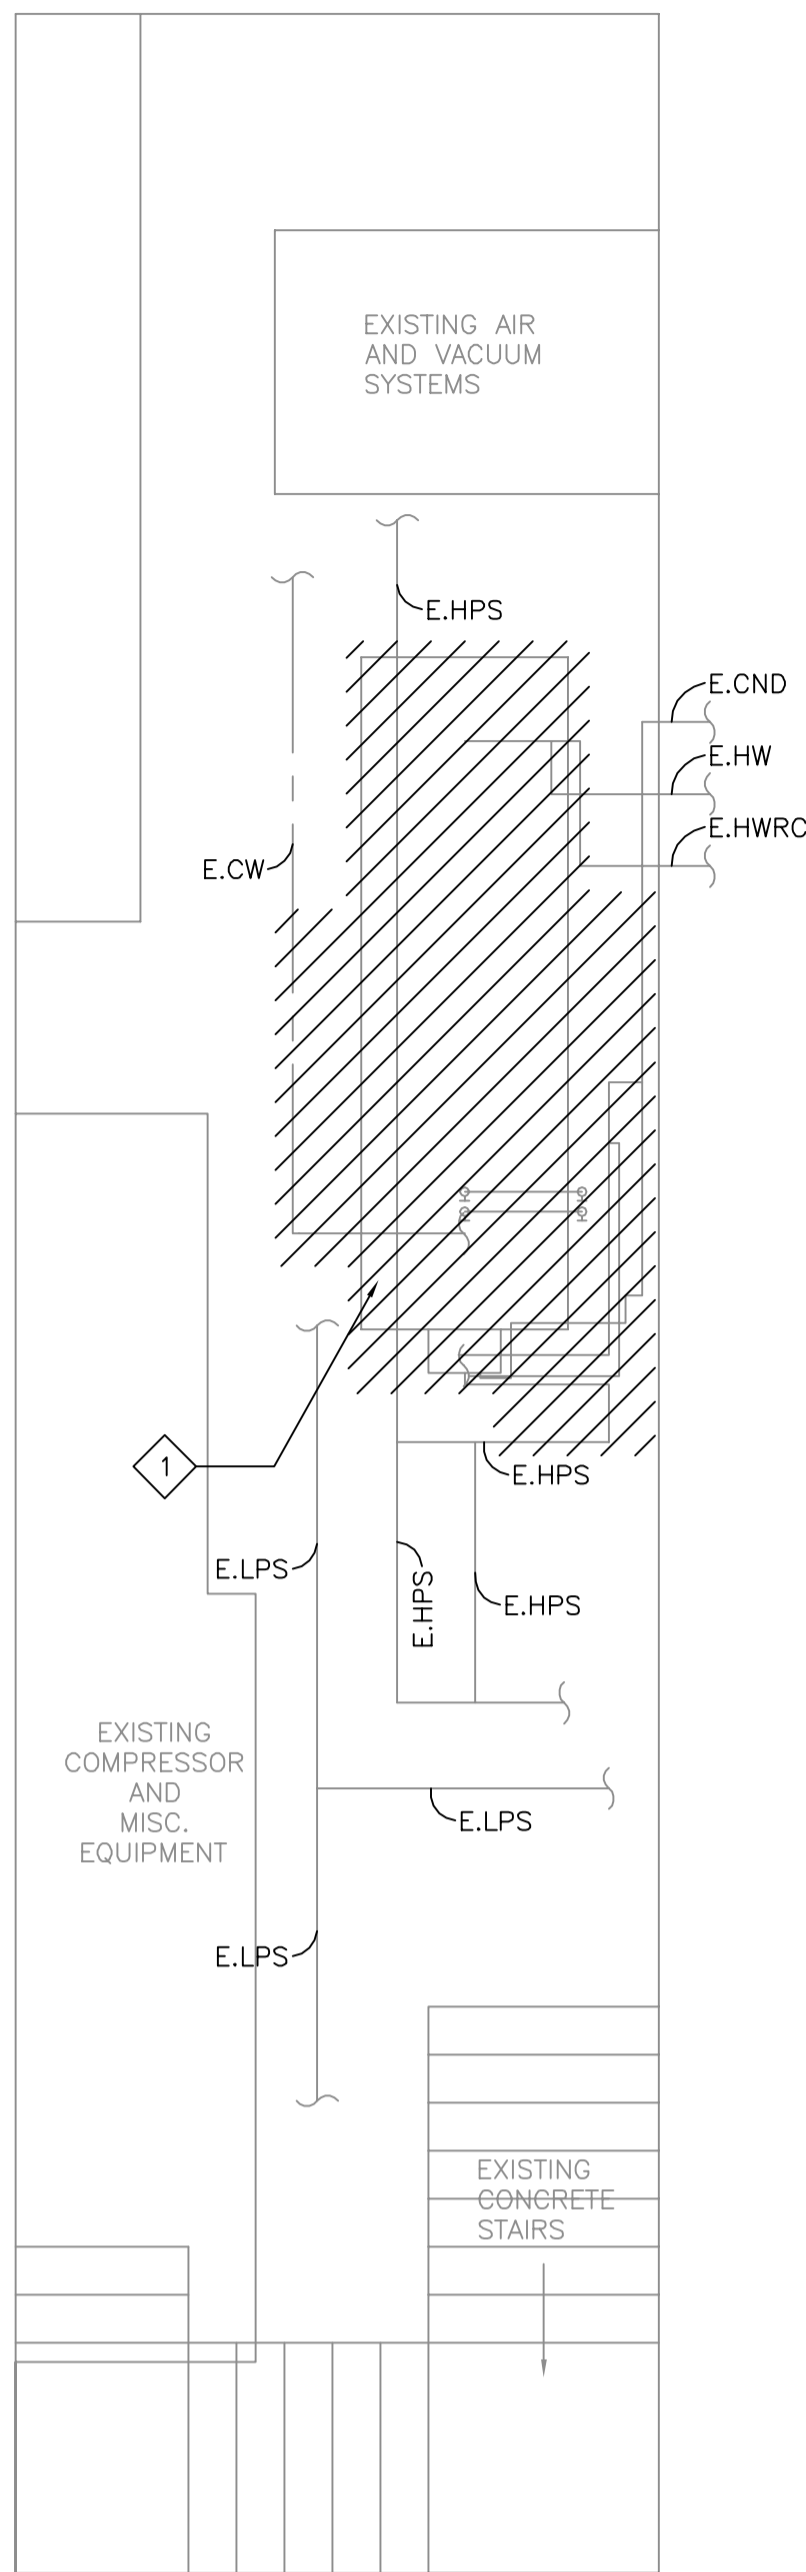 EXISTING AIR
AND VACUUM
SYSTEMS
E.HPS
E.CND
E.HW
E.HWRC
E.CW
1
E.HPS
E.LPS
E.HPS
E.HPS
EXISTING
COMPRESSOR
AND
MISC.
EQUIPMENT
E.LPS
E.LPS
EXISTING
CONCRETE
STAIRS